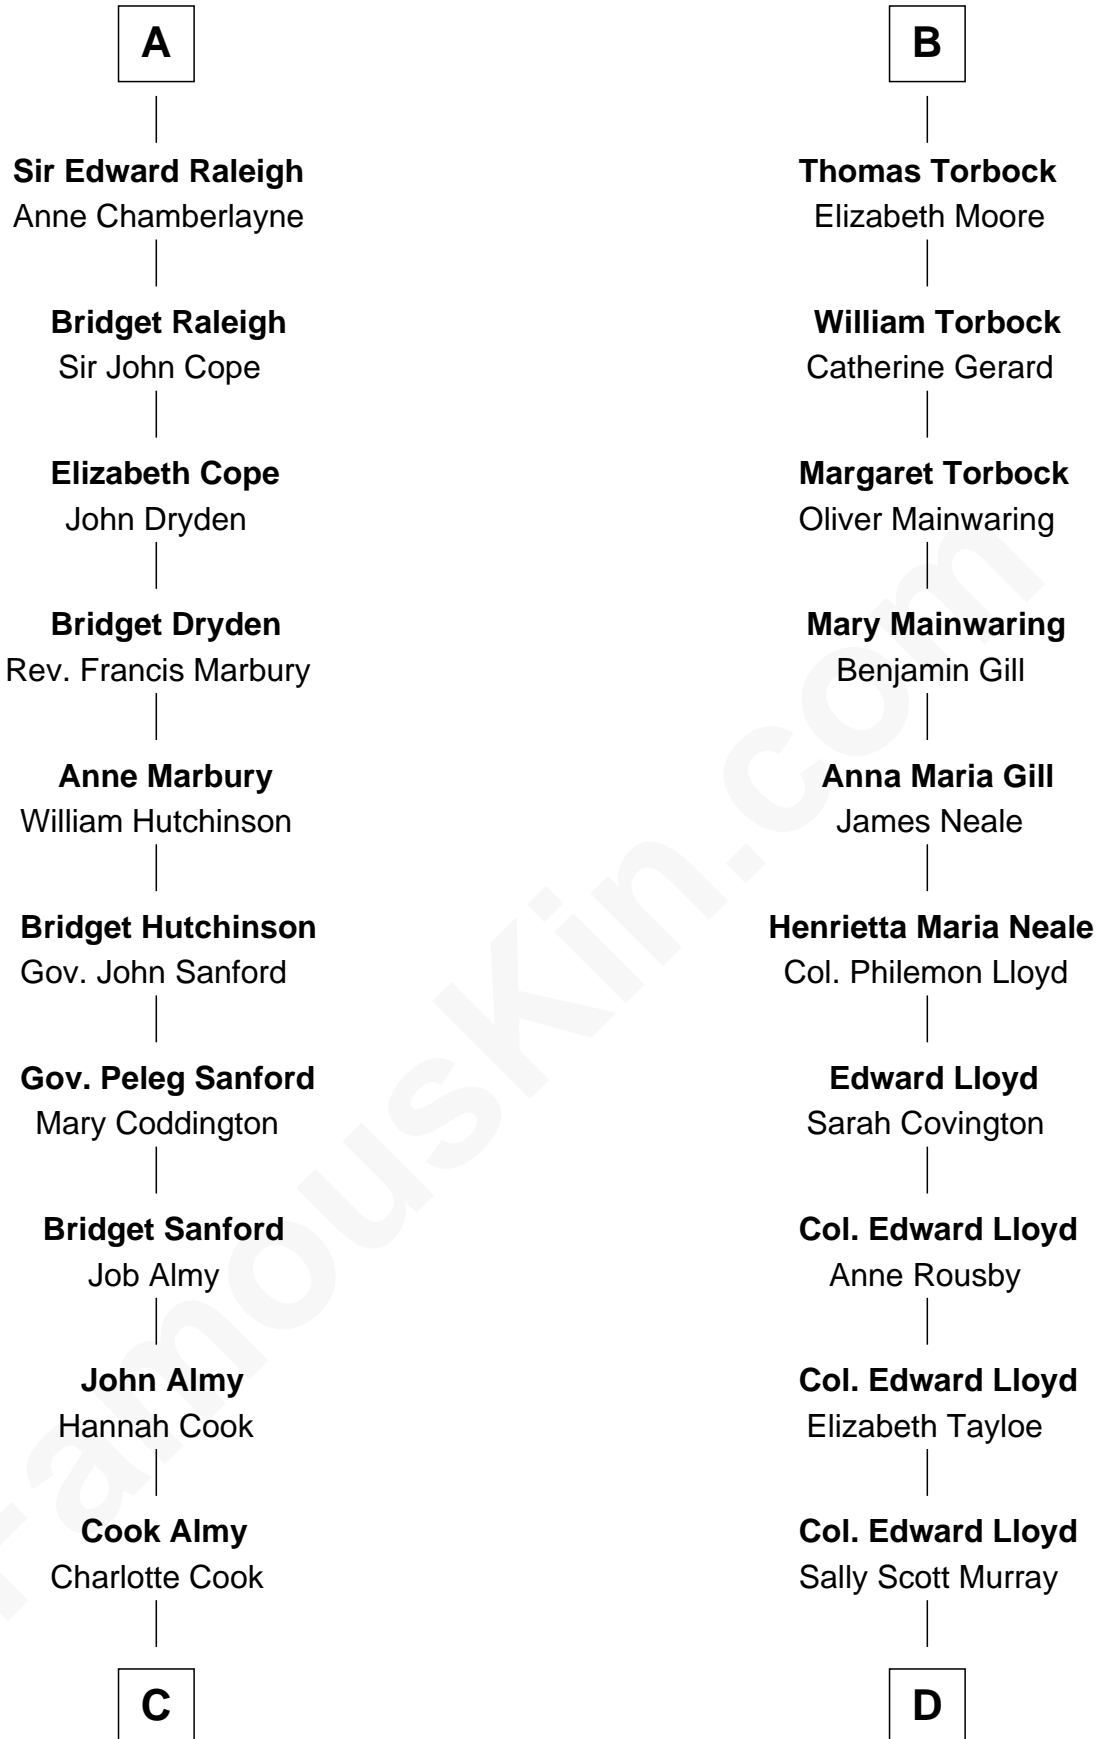 A
Sir Edward Raleigh
Anne Chamberlayne
Bridget Raleigh
Sir John Cope
Elizabeth Cope
John Dryden
Bridget Dryden
Rev. Francis Marbury
Anne Marbury
William Hutchinson
Bridget Hutchinson
Gov. John Sanford
Gov. Peleg Sanford
Mary Coddington
Bridget Sanford
Job Almy
John Almy
Hannah Cook
Cook Almy
Charlotte Cook
C
B
Thomas Torbock
Elizabeth Moore
William Torbock
Catherine Gerard
Margaret Torbock
Oliver Mainwaring
Mary Mainwaring
Benjamin Gill
Anna Maria Gill
James Neale
Henrietta Maria Neale
Col. Philemon Lloyd
Edward Lloyd
Sarah Covington
Col. Edward Lloyd
Anne Rousby
Col. Edward Lloyd
Elizabeth Tayloe
Col. Edward Lloyd
Sally Scott Murray
D
FamousKin.com